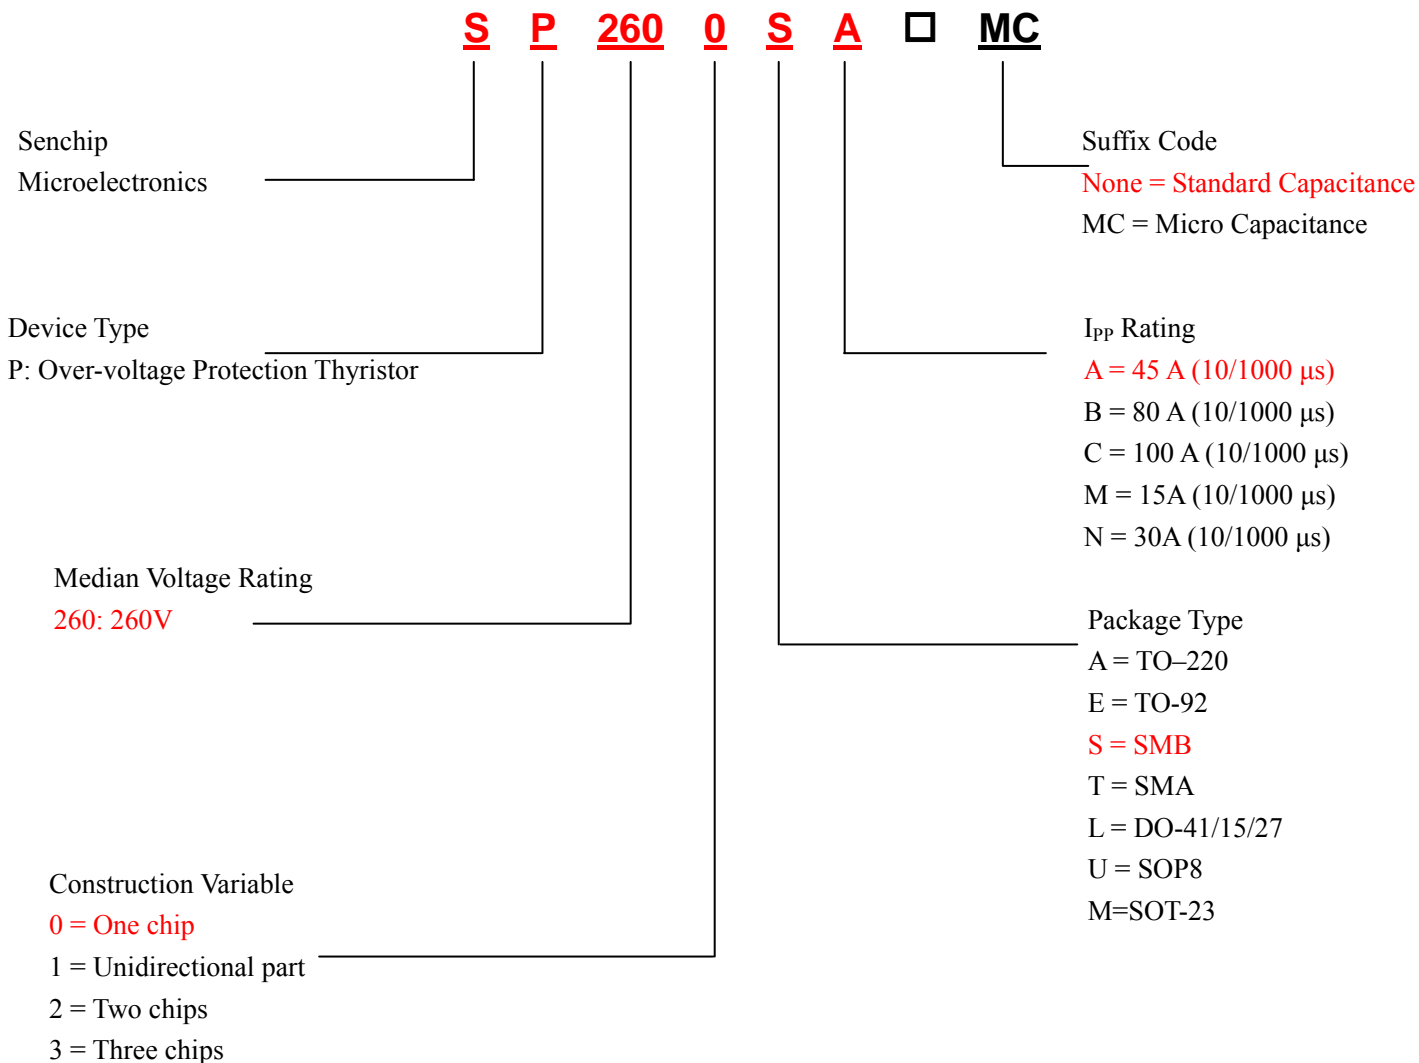 S P 260 0 S A □ MC
Senchip
Microelectronics
Suffix Code
None = Standard Capacitance
MC = Micro Capacitance
Device Type
P: Over-voltage Protection Thyristor
IPP Rating
A = 45 A (10/1000 μs)
B = 80 A (10/1000 μs)
C = 100 A (10/1000 μs)
M = 15A (10/1000 μs)
N = 30A (10/1000 μs)
Median Voltage Rating
260: 260V
Package Type
A = TO–220
E = TO-92
S = SMB
T = SMA
L = DO-41/15/27
U = SOP8
M=SOT-23
Construction Variable
0 = One chip
1 = Unidirectional part
2 = Two chips
3 = Three chips